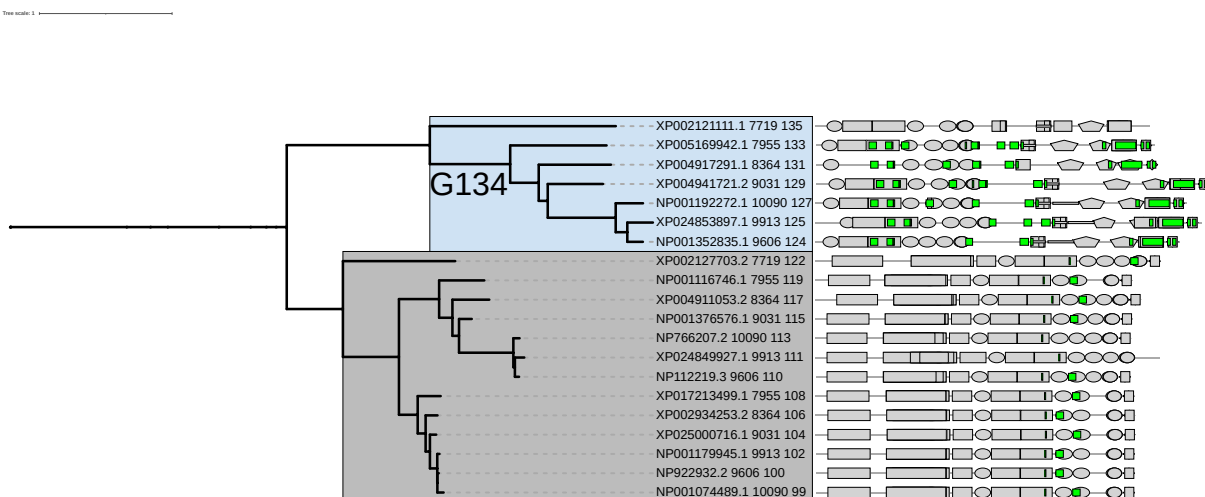 Tree scale: 1
XP002121111.1 7719 135
XP005169942.1 7955 133
XP004917291.1 8364 131
G134
XP004941721.2 9031 129
NP001192272.1 10090 127
XP024853897.1 9913 125
NP001352835.1 9606 124
XP002127703.2 7719 122
NP001116746.1 7955 119
XP004911053.2 8364 117
NP001376576.1 9031 115
NP766207.2 10090 113
XP024849927.1 9913 111
NP112219.3 9606 110
XP017213499.1 7955 108
XP002934253.2 8364 106
XP025000716.1 9031 104
NP001179945.1 9913 102
NP922932.2 9606 100
NP001074489.1 10090 99